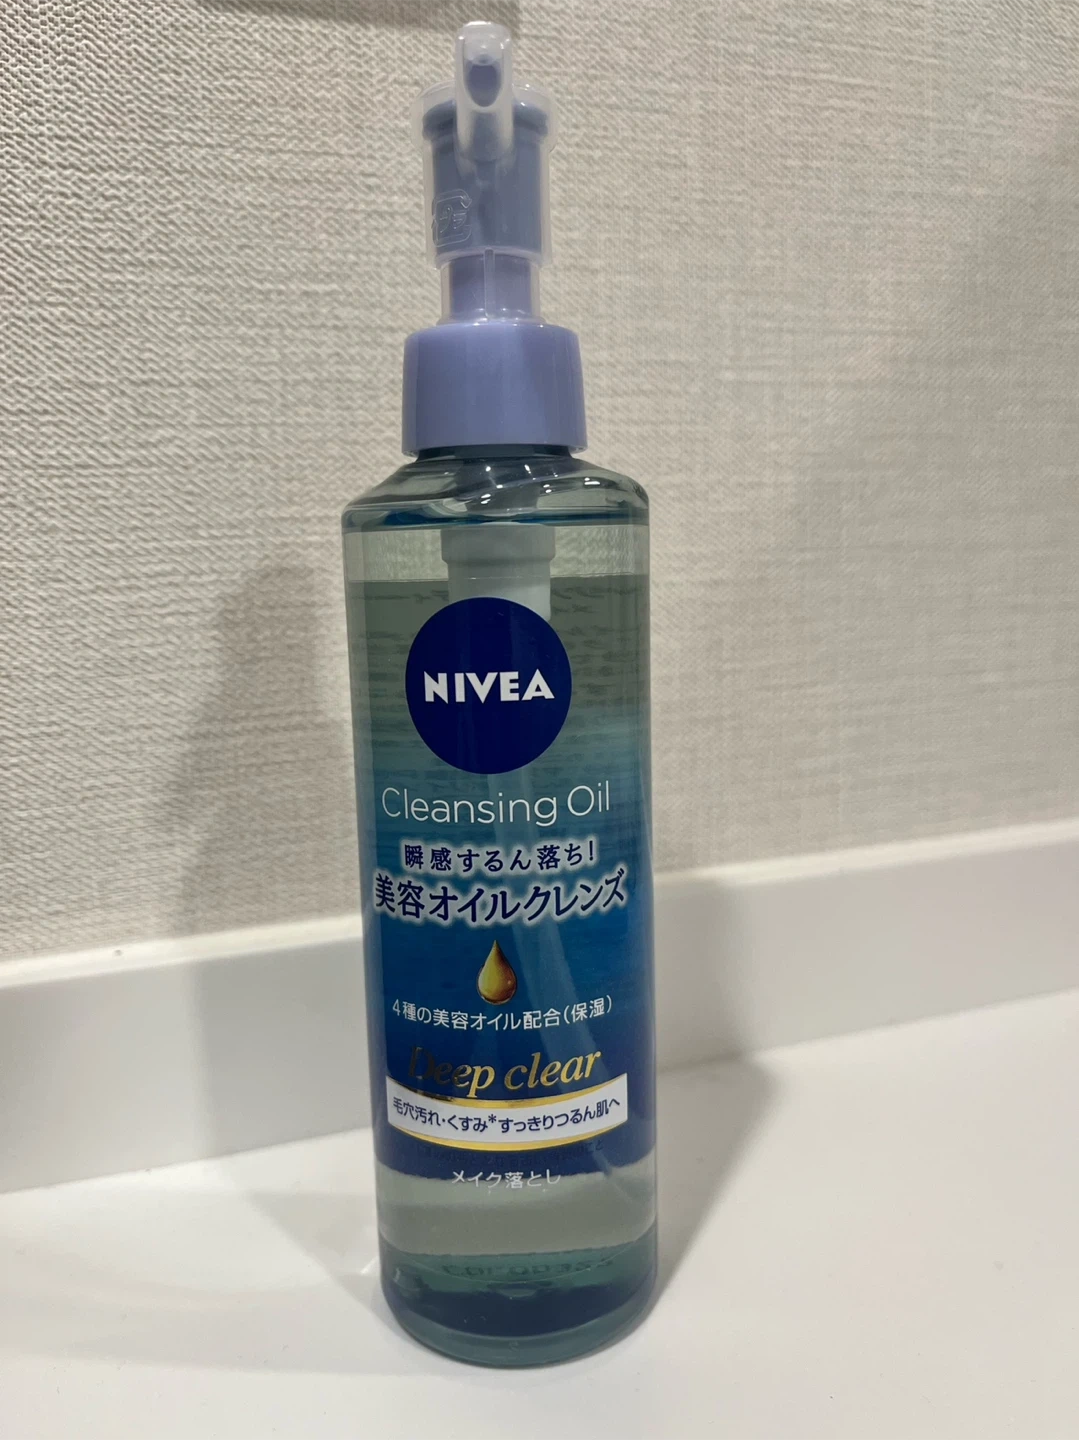 NIVEA
Cleansing Oil
瞬感するん落ち!
美容オイルクレンズ
4種の美容オイル配合(保湿)
Deep clear
毛穴汚れ・くすみ*すっきりつるん肌へ
メイク落とし